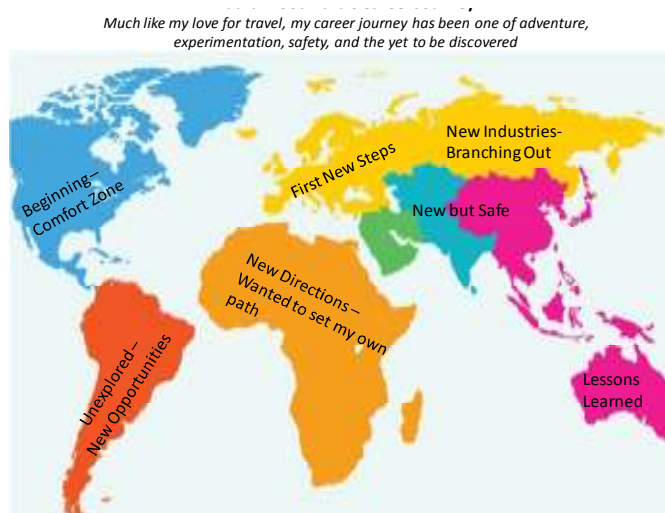 Much like my love for travel, my career journey has been one of adventure,
experimentation, safety, and the yet to be discovered
New Industries-
Branching Out
First New Steps
Beginning –
Comfort Zone
New but Safe
New Directions –
Wanted to set my own
path
Unexplored –
New Opportunities
Lessons
Learned